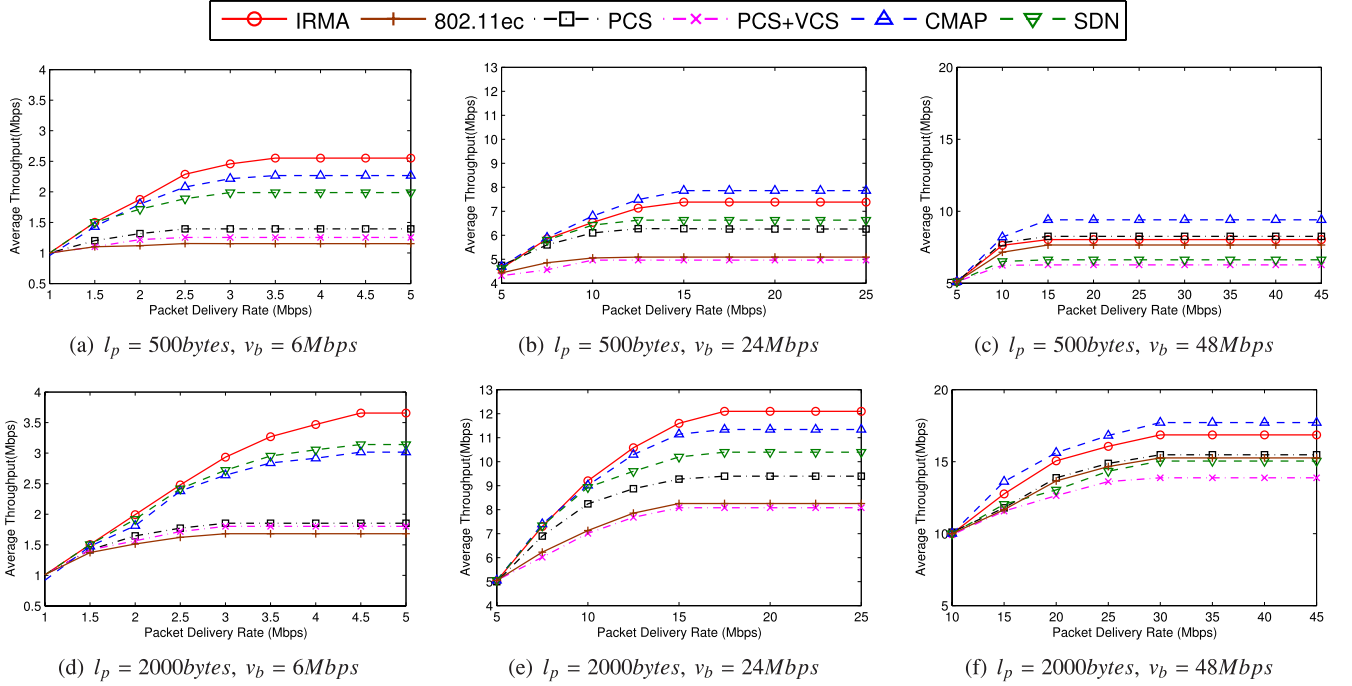 IRMA 802.11ec PCS PCS+VCS CMAP SDN
4
3.5
3
2.5
2
1.5
1
0.5
Average Throughput(Mbps)
1 1.5 2 2.5 3 3.5 4 4.5 5
Packet Delivery Rate (Mbps)
(a) l_p = 500bytes, v_b = 6Mbps
13
12
11
10
9
8
7
6
5
4
Average Throughput(Mbps)
5 10 15 20 25
Packet Delivery Rate (Mbps)
(b) l_p = 500bytes, v_b = 24Mbps
20
15
10
5
Average Throughput(Mbps)
5 10 15 20 25 30 35 40 45
Packet Delivery Rate (Mbps)
(c) l_p = 500bytes, v_b = 48Mbps
4
3.5
3
2.5
2
1.5
1
0.5
Average Throughput(Mbps)
1 1.5 2 2.5 3 3.5 4 4.5 5
Packet Delivery Rate (Mbps)
(d) l_p = 2000bytes, v_b = 6Mbps
13
12
11
10
9
8
7
6
5
4
Average Throughput(Mbps)
5 10 15 20 25
Packet Delivery Rate (Mbps)
(e) l_p = 2000bytes, v_b = 24Mbps
20
15
10
5
Average Throughput(Mbps)
10 15 20 25 30 35 40 45
Packet Delivery Rate (Mbps)
(f) l_p = 2000bytes, v_b = 48Mbps